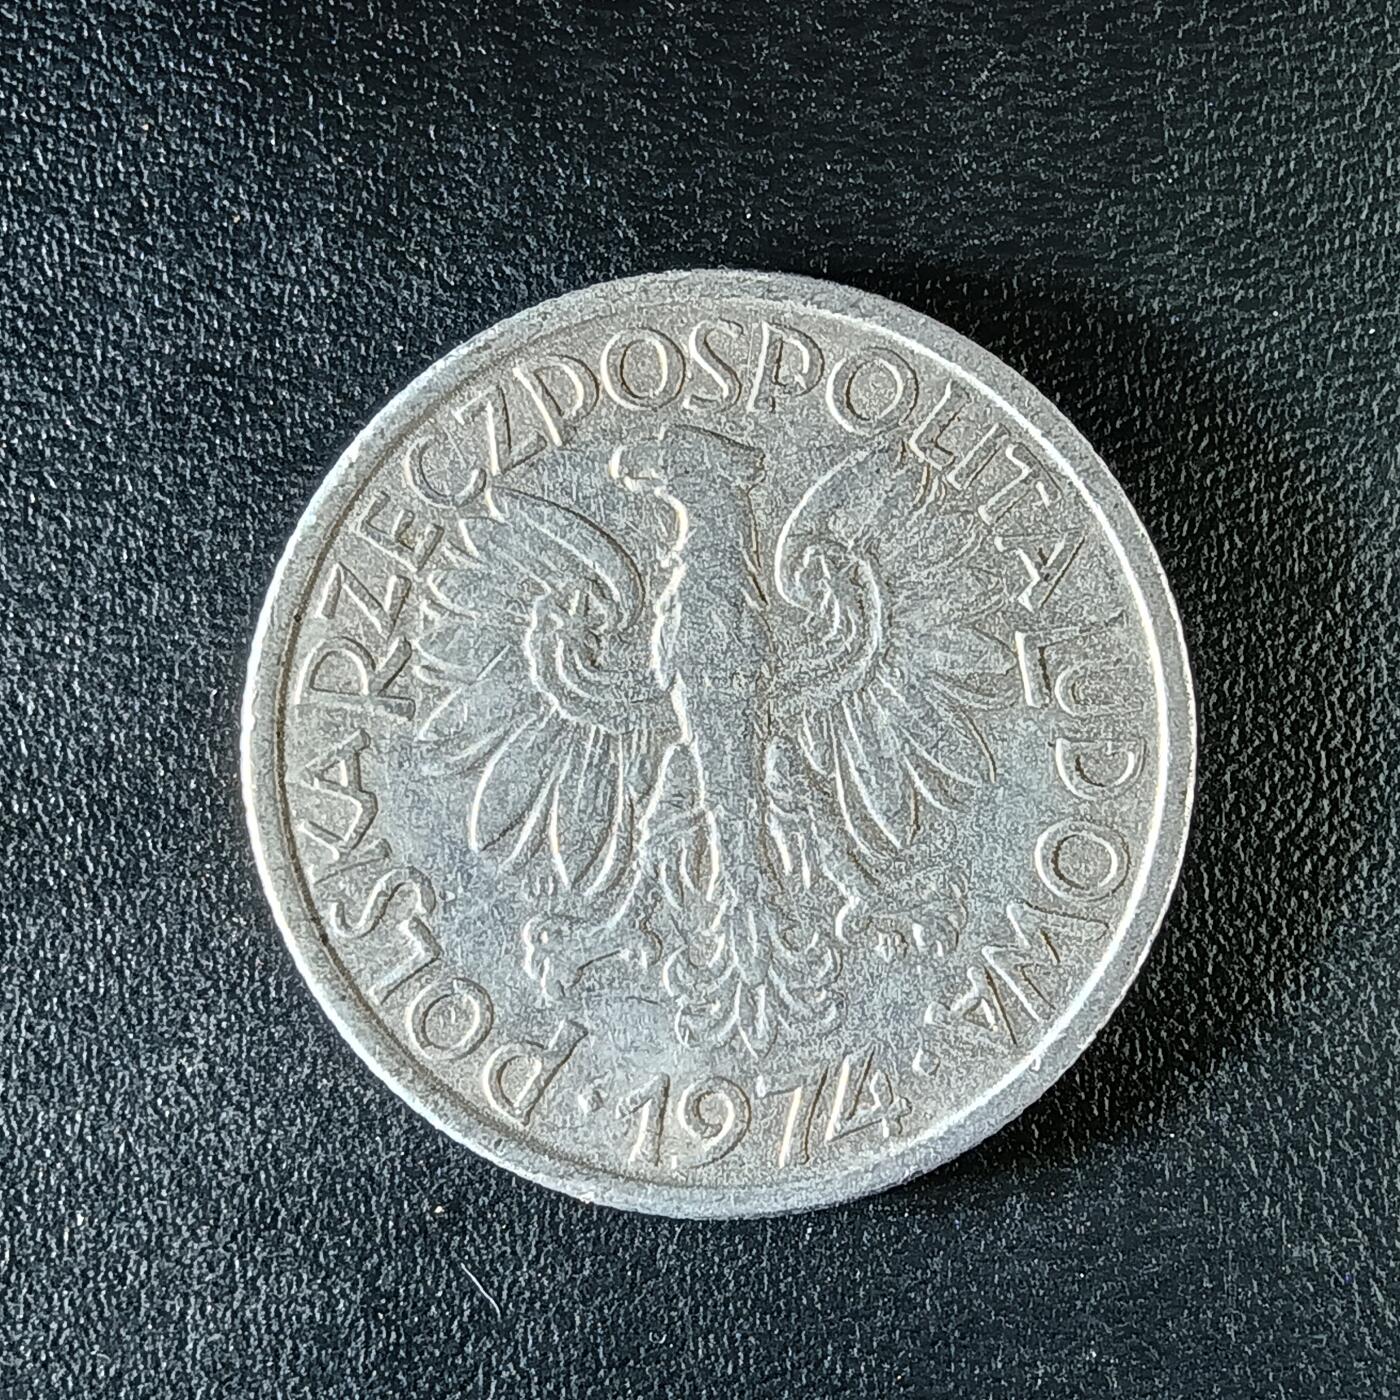 POLSKA RZECZPOSPOLITA LUDOWA
· 1974 ·